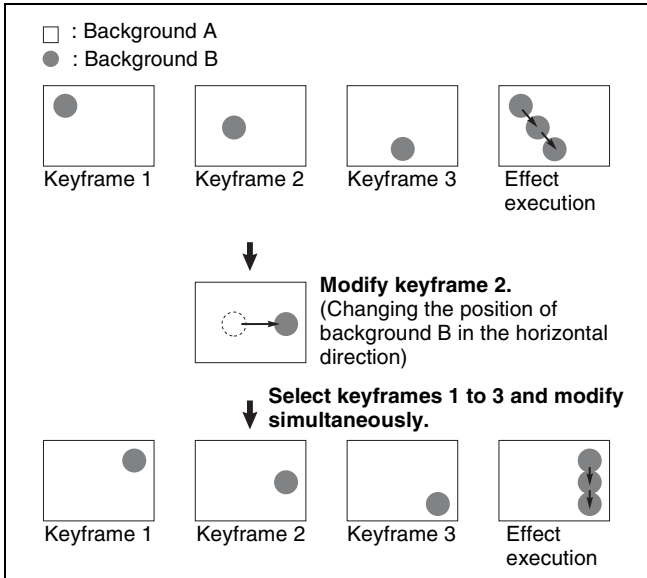 : Background A
: Background B
Keyframe 1
Keyframe 2
Keyframe 3
Effect
execution
Modify keyframe 2.
(Changing the position of
background B in the horizontal
direction)
Select keyframes 1 to 3 and modify
simultaneously.
Keyframe 1
Keyframe 2
Keyframe 3
Effect
execution